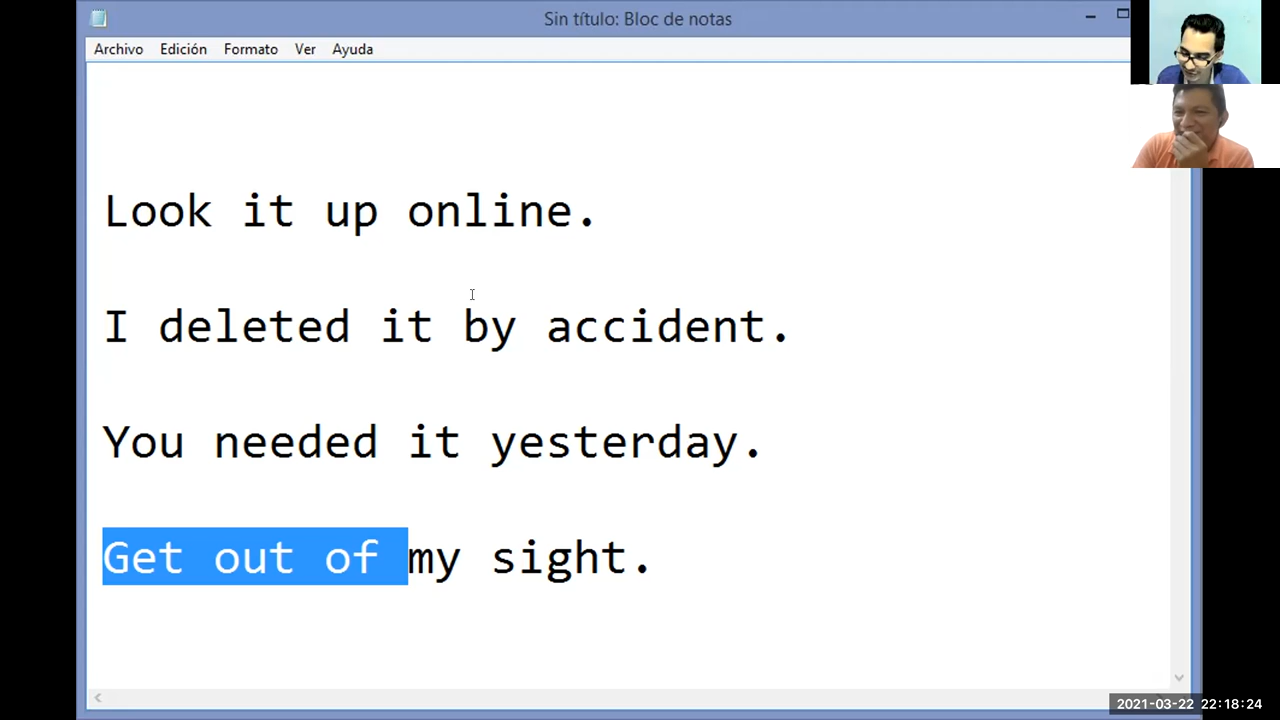 Sin título: Bloc de notas
Archivo Edición Formato Ver Ayuda
Look it up online.
I deleted it by accident.
You needed it yesterday.
Get out of my sight.
2021-03-22 22:18:24